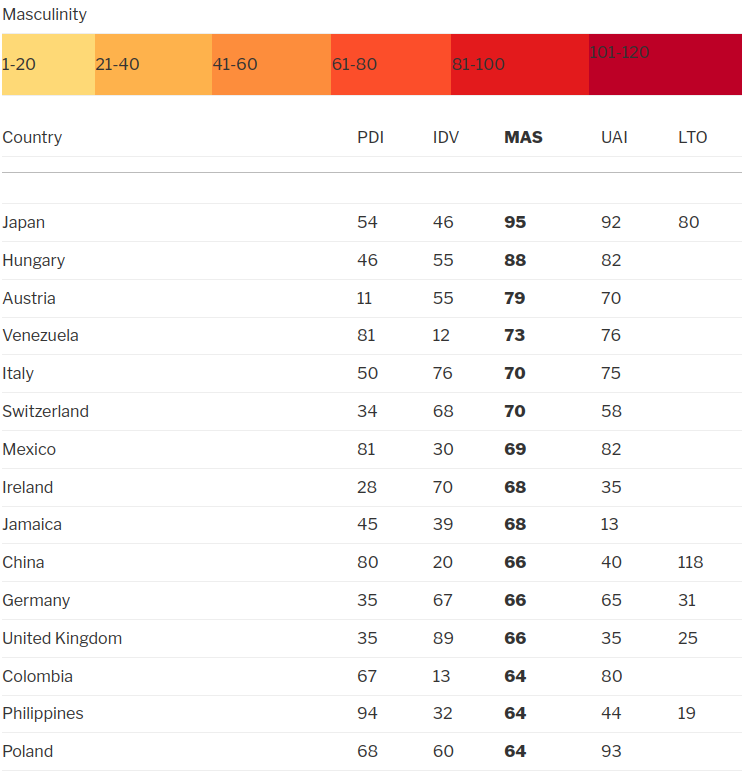 Masculinity
1-20 21-40 41-60 61-80 81-100 101-120
Country PDI IDV MAS UAI LTO
Japan 54 46 95 92 80
Hungary 46 55 88 82
Austria 11 55 79 70
Venezuela 81 12 73 76
Italy 50 76 70 75
Switzerland 34 68 70 58
Mexico 81 30 69 82
Ireland 28 70 68 35
Jamaica 45 39 68 13
China 80 20 66 40 118
Germany 35 67 66 65 31
United Kingdom 35 89 66 35 25
Colombia 67 13 64 80
Philippines 94 32 64 44 19
Poland 68 60 64 93